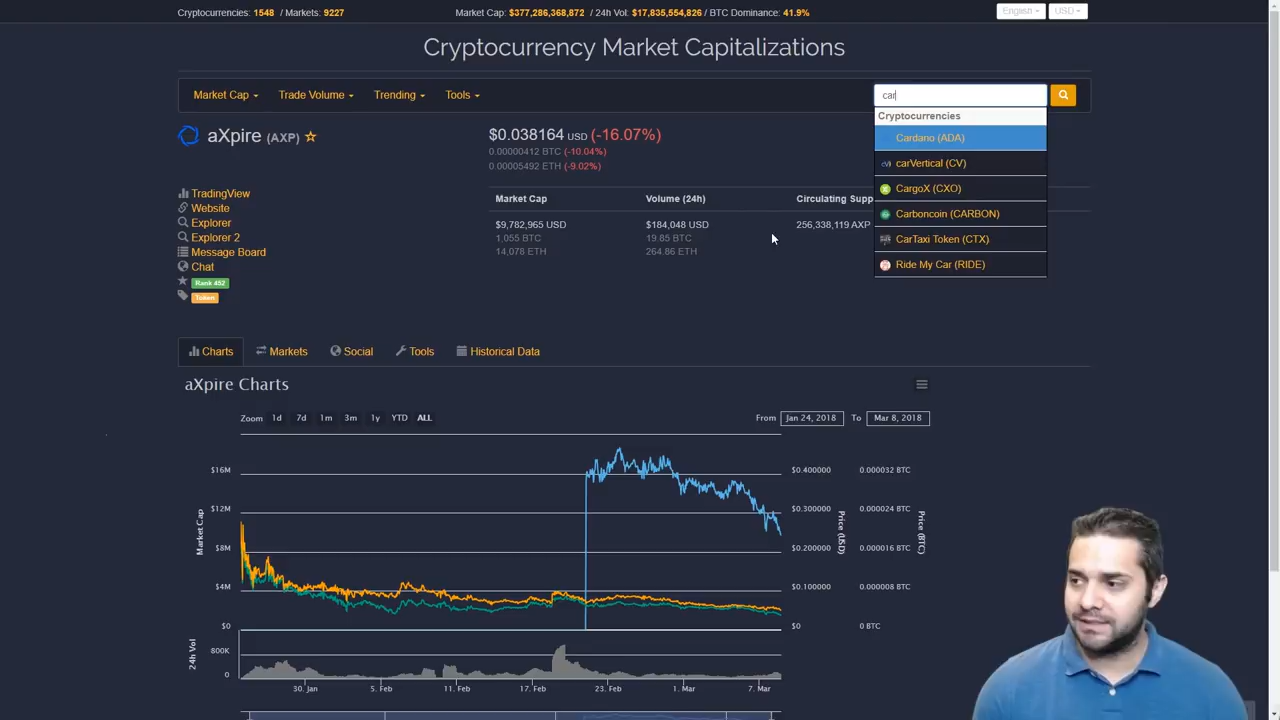 Cryptocurrencies: 1548 / Markets: 9227
Market Cap: $377,286,368,872 / 24h Vol: $17,835,554,826 / BTC Dominance: 41.9%
English
USD
Cryptocurrency Market Capitalizations
Market Cap
Trade Volume
Trending
Tools
car
Cryptocurrencies
Cardano (ADA)
carVertical (CV)
CargoX (CXO)
Carboncoin (CARBON)
CarTaxi Token (CTX)
Ride My Car (RIDE)
aXpire (AXP)
$0.038164 USD (-16.07%)
0.00000412 BTC (-10.04%)
0.00005492 ETH (-9.02%)
Market Cap
Volume (24h)
Circulating Supp
$9,782,965 USD
$184,048 USD
256,338,119 AXP
1,055 BTC
19.85 BTC
14,078 ETH
264.86 ETH
TradingView
Website
Explorer
Explorer 2
Message Board
Chat
Rank 452
Token
Charts
Markets
Social
Tools
Historical Data
aXpire Charts
Zoom 1d 7d 1m 3m 1y YTD ALL
From Jan 24, 2018 To Mar 8, 2018
$16M
$12M
$8M
$4M
$0
Market Cap
$0.400000
$0.300000
$0.200000
$0.100000
$0
Price (USD)
0.000032 BTC
0.000024 BTC
0.000016 BTC
0.000008 BTC
0 BTC
Price (BTC)
24h Vol
800K
0
30. Jan
5. Feb
11. Feb
17. Feb
23. Feb
1. Mar
7. Mar